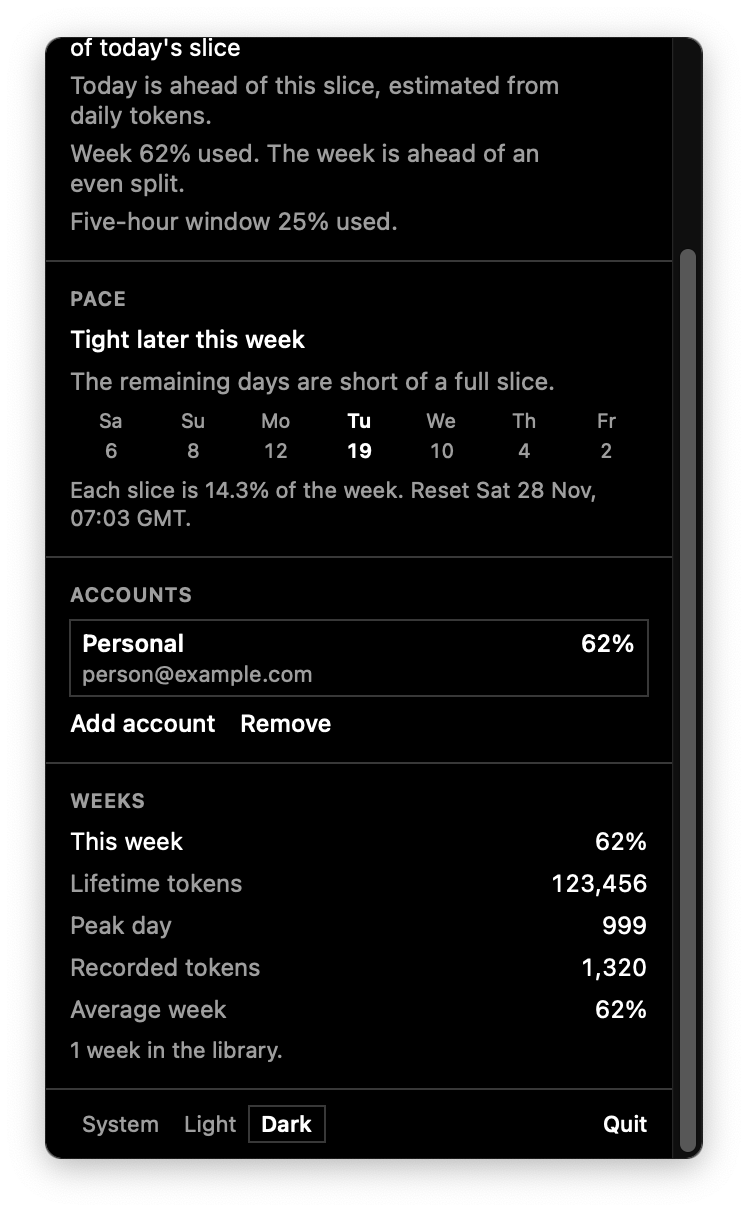 of today's slice
Today is ahead of this slice, estimated from
daily tokens.
Week 62% used. The week is ahead of an
even split.
Five-hour window 25% used.
PACE
Tight later this week
The remaining days are short of a full slice.
Sa Su Mo Tu We Th Fr
6 8 12 19 10 4 2
Each slice is 14.3% of the week. Reset Sat 28 Nov,
07:03 GMT.
ACCOUNTS
Personal 62%
person@example.com
Add account Remove
WEEKS
This week 62%
Lifetime tokens 123,456
Peak day 999
Recorded tokens 1,320
Average week 62%
1 week in the library.
System Light Dark Quit